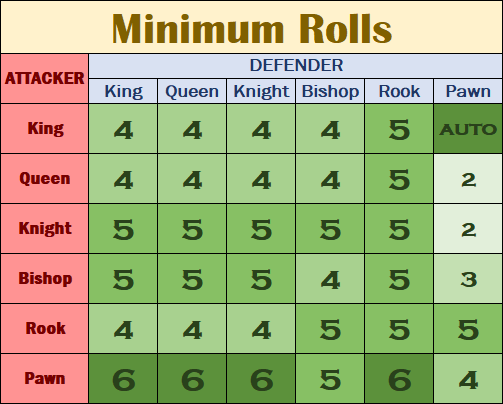 Minimum Rolls
ATTACKER DEFENDER
King Queen Knight Bishop Rook Pawn
King 4 4 4 4 5 AUTO
Queen 4 4 4 4 5 2
Knight 5 5 5 5 5 2
Bishop 5 5 5 4 5 3
Rook 4 4 4 5 5 5
Pawn 6 6 6 5 6 4